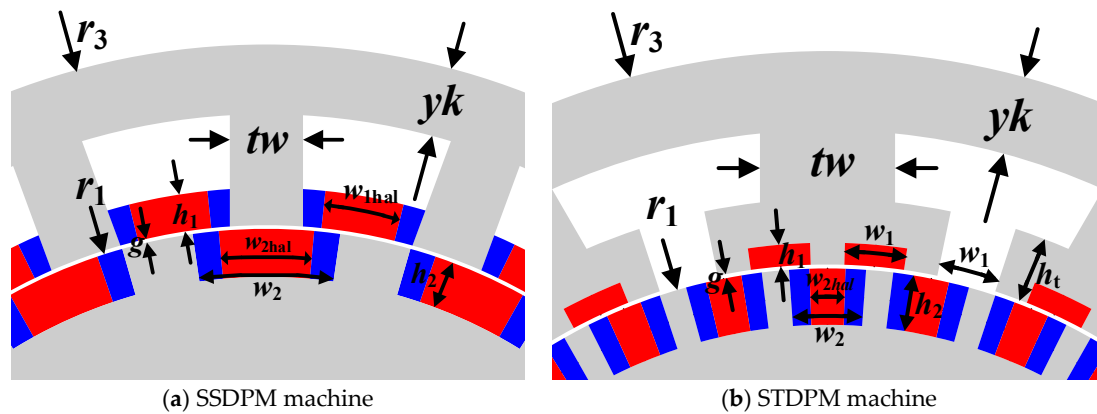 r3
yk
tw
r1
g
h1
w1hal
w2hal
w2
h2
(a) SSDPM machine
r3
yk
tw
r1
g
h1
w1
w1
ht
w2hal
w2
h2
(b) STDPM machine